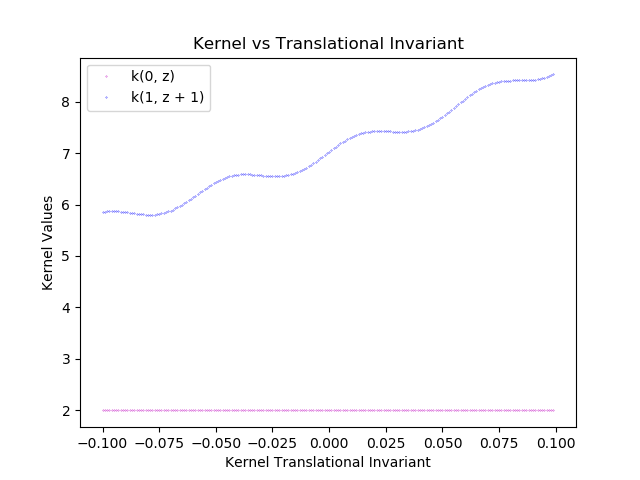 Kernel vs Translational Invariant
k(0, z)
k(1, z + 1)
8
7
6
5
4
3
2
Kernel Values
−0.100 −0.075 −0.050 −0.025 0.000 0.025 0.050 0.075 0.100
Kernel Translational Invariant